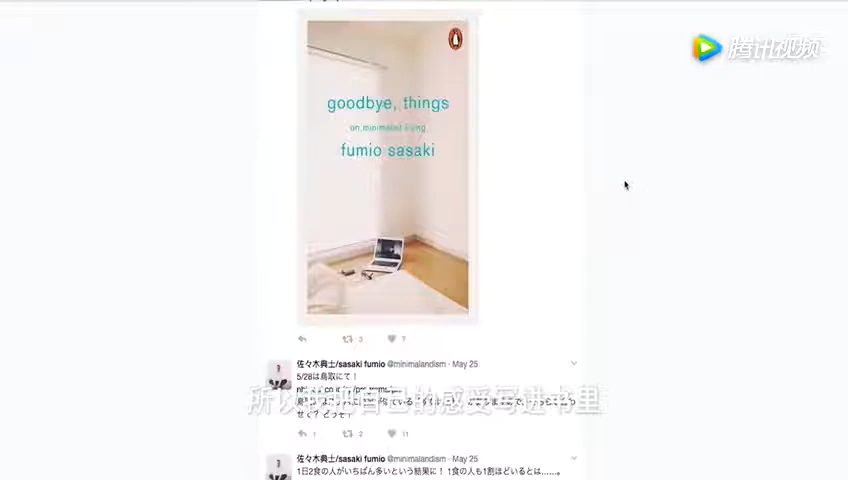 腾讯视频
goodbye, things
on minimalist living
fumio sasaki
3
7
佐々木典士/sasaki fumio @minimalandism · May 25
5/28は鳥取にて！
所以我把自己的感受写进书里
1
2
11
佐々木典士/sasaki fumio @minimalandism · May 25
1日2食の人がいちばん多いという結果に！ 1食の人も1割ほどいるとは……。